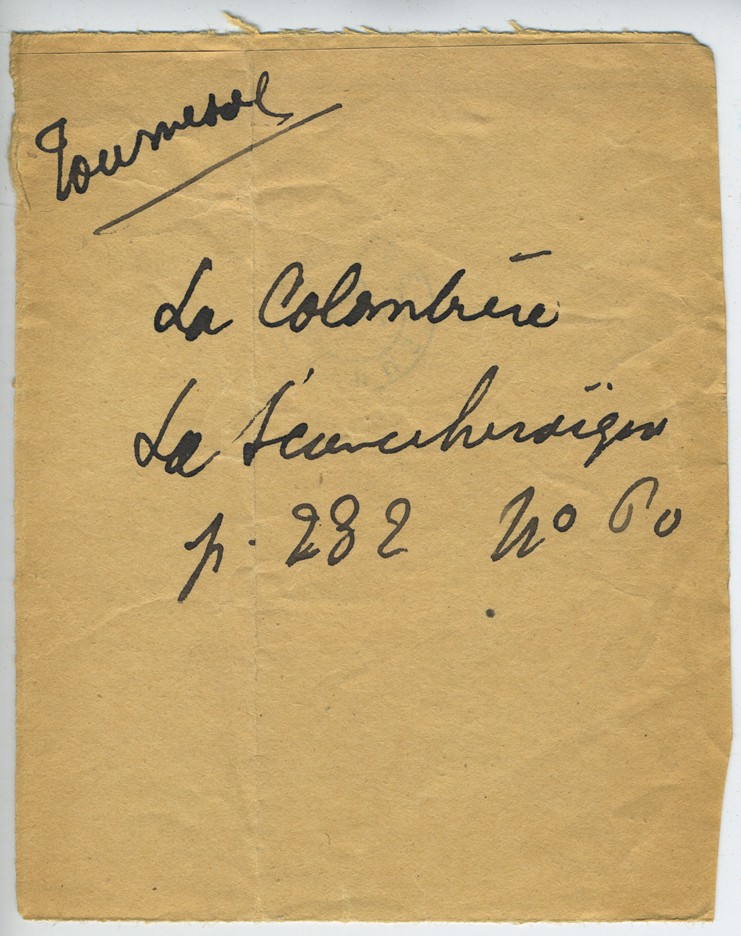 Tournesol
La Colombière
La
p. 282 No 60